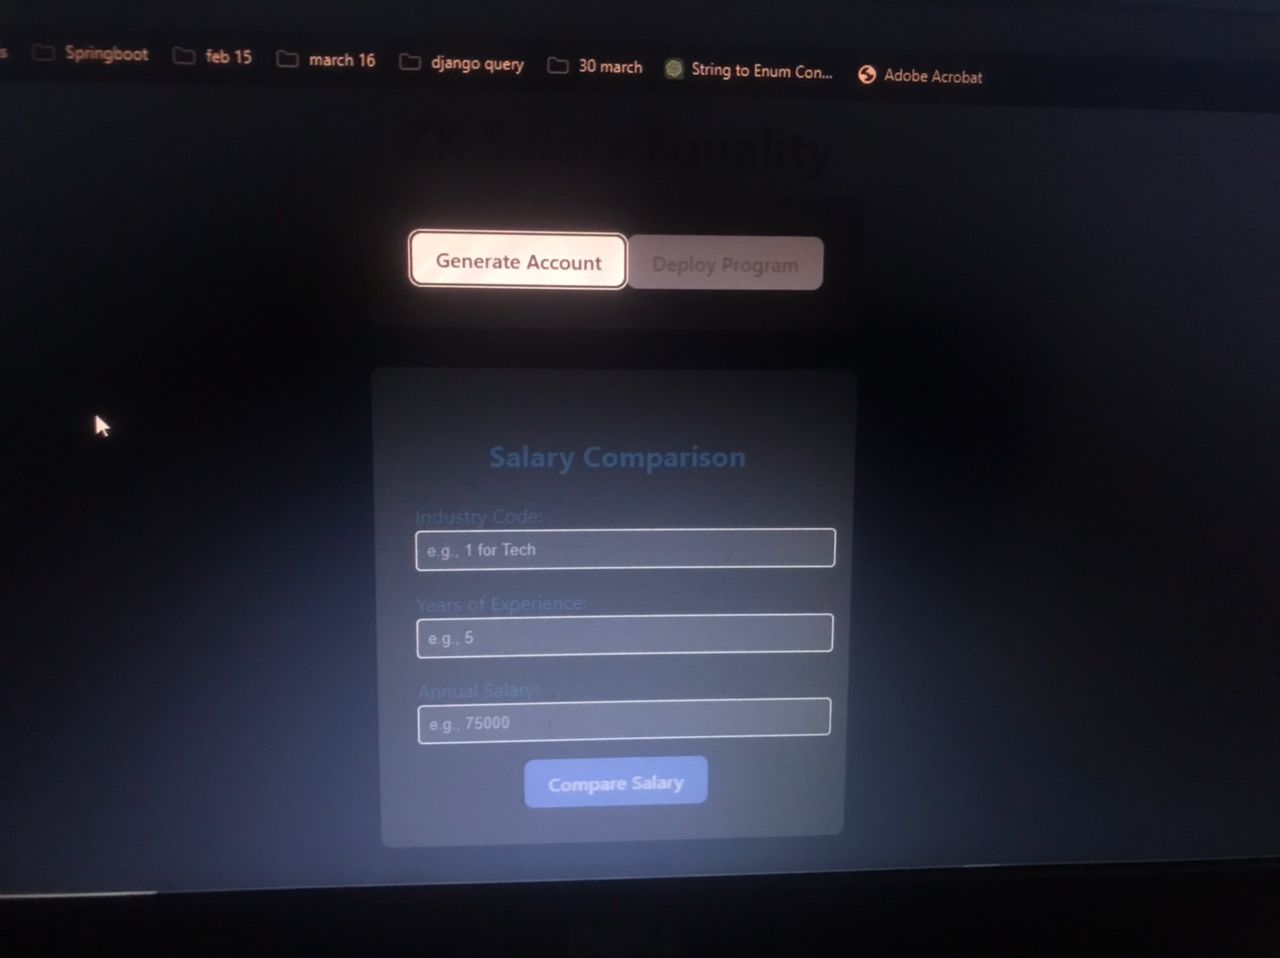 s Springboot feb 15 march 16 django query 30 march String to Enum Con... Adobe Acrobat
ZK Salary Equality
Generate Account Deploy Program
Salary Comparison
Industry Code:
e.g., 1 for Tech
Years of Experience:
e.g., 5
Annual Salary:
e.g., 75000
Compare Salary